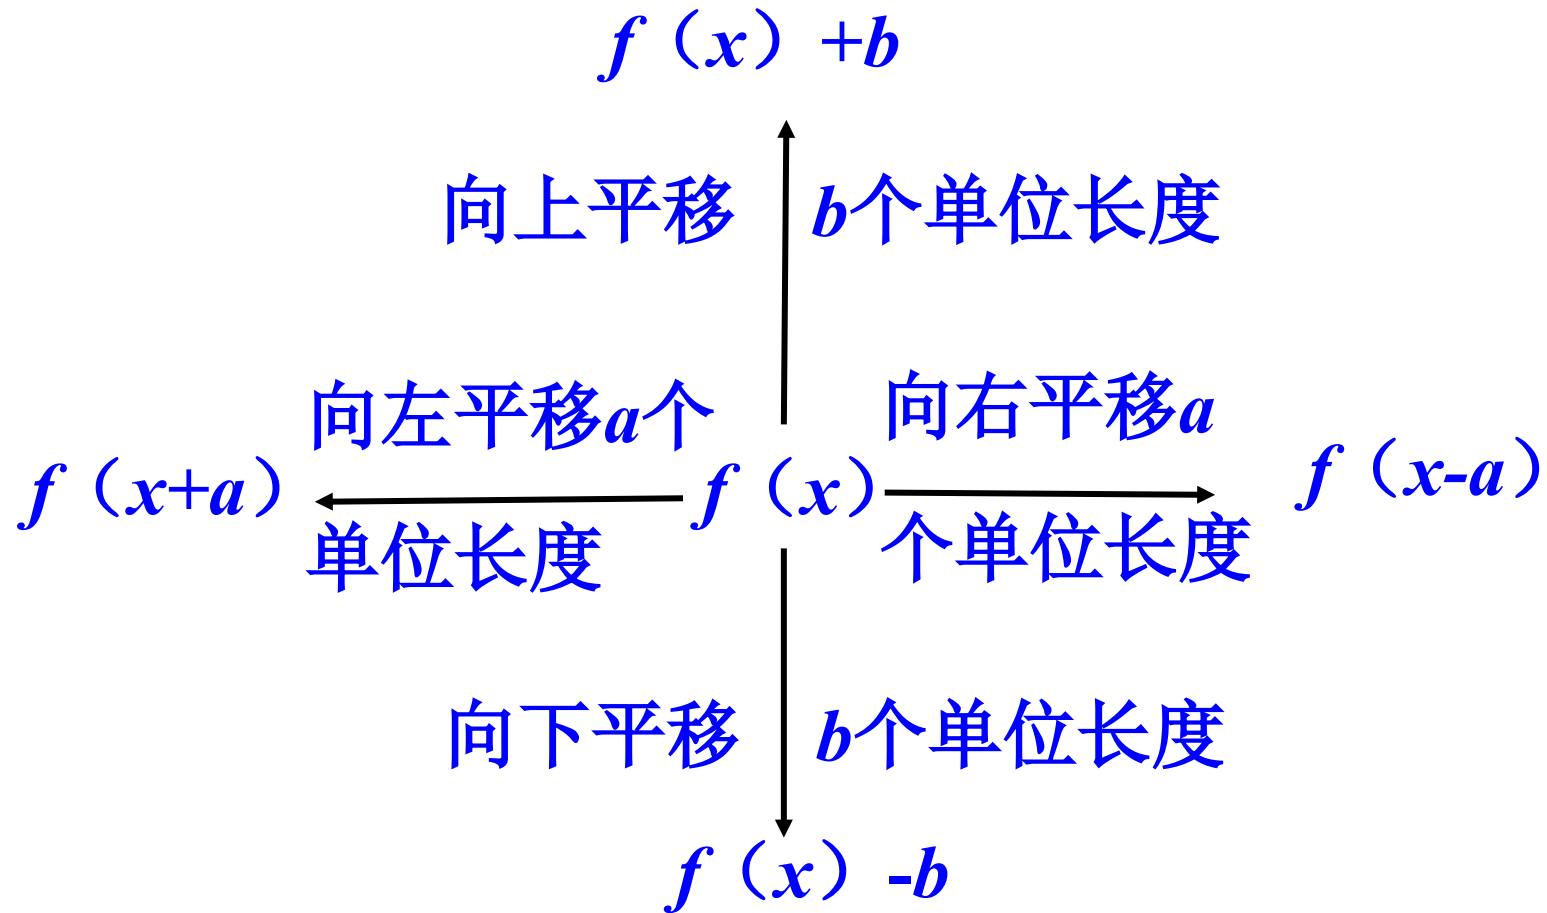 f（x）+b
向上平移 b个单位长度
向左平移a个 向右平移a
f（x+a） f（x） f（x-a）
单位长度 个单位长度
向下平移 b个单位长度
f（x）-b